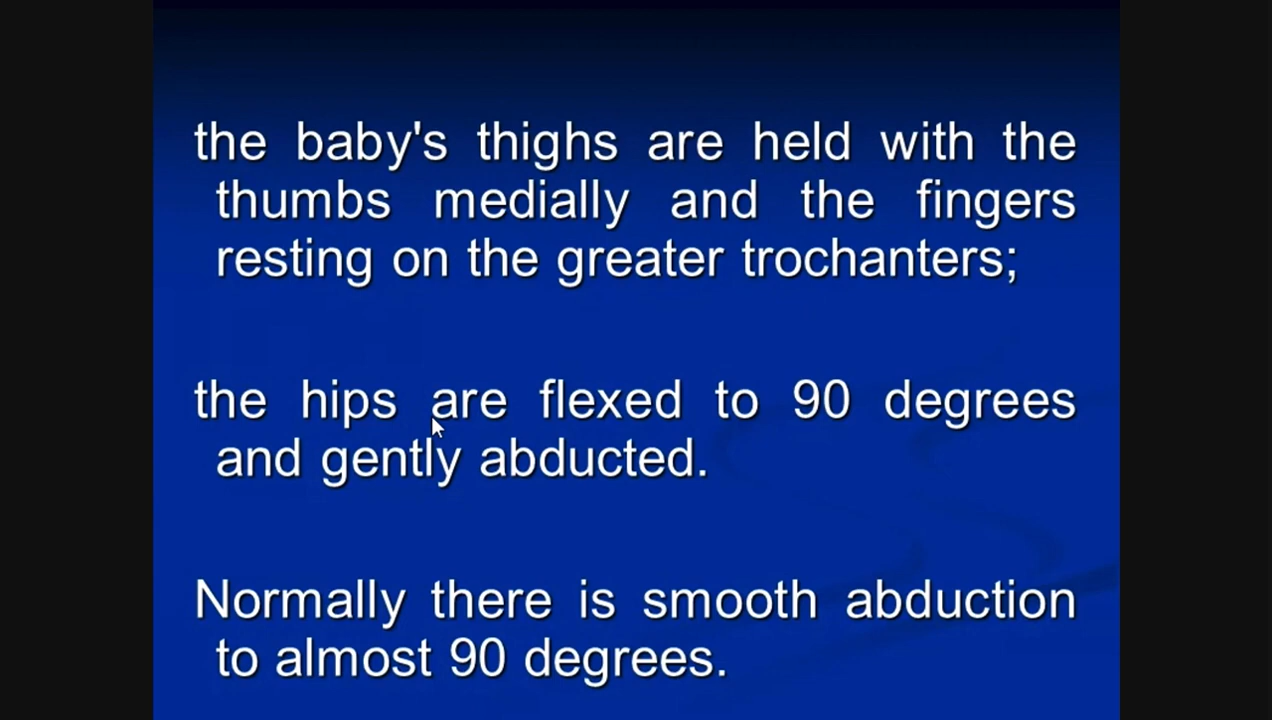 the baby's thighs are held with the
thumbs medially and the fingers
resting on the greater trochanters;
the hips are flexed to 90 degrees
and gently abducted.
Normally there is smooth abduction
to almost 90 degrees.